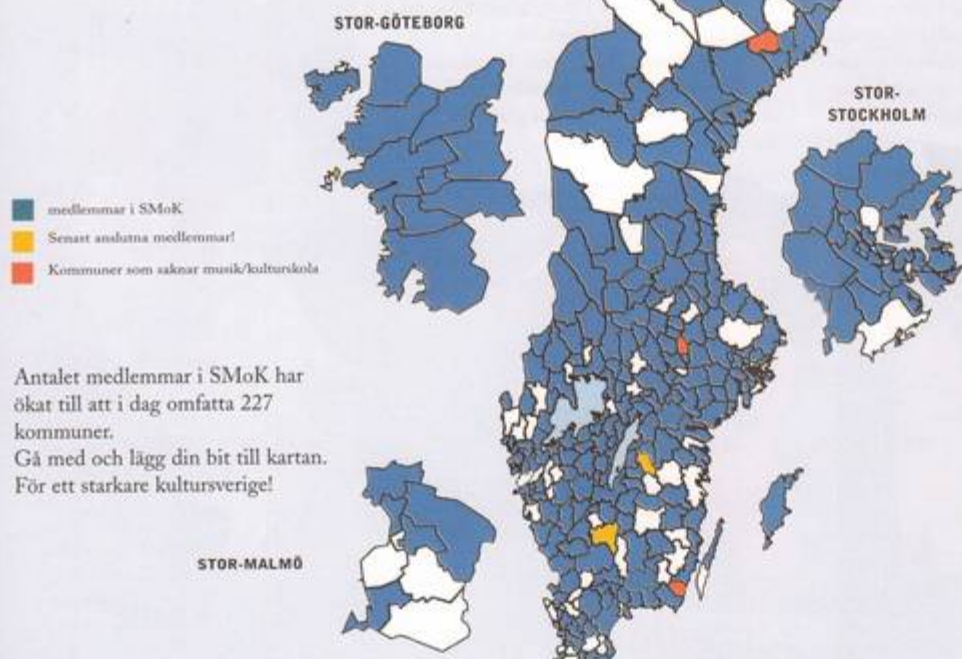 STOR-GÖTEBORG
STOR-
STOCKHOLM
medlemmar i SMoK
Senast anslutna medlemmar!
Kommuner som saknar musik/kulturskola
Antalet medlemmar i SMoK har
ökat till att i dag omfatta 227
kommuner.
Gå med och lägg din bit till kartan.
För ett starkare kultursverige!
STOR-MALMÖ